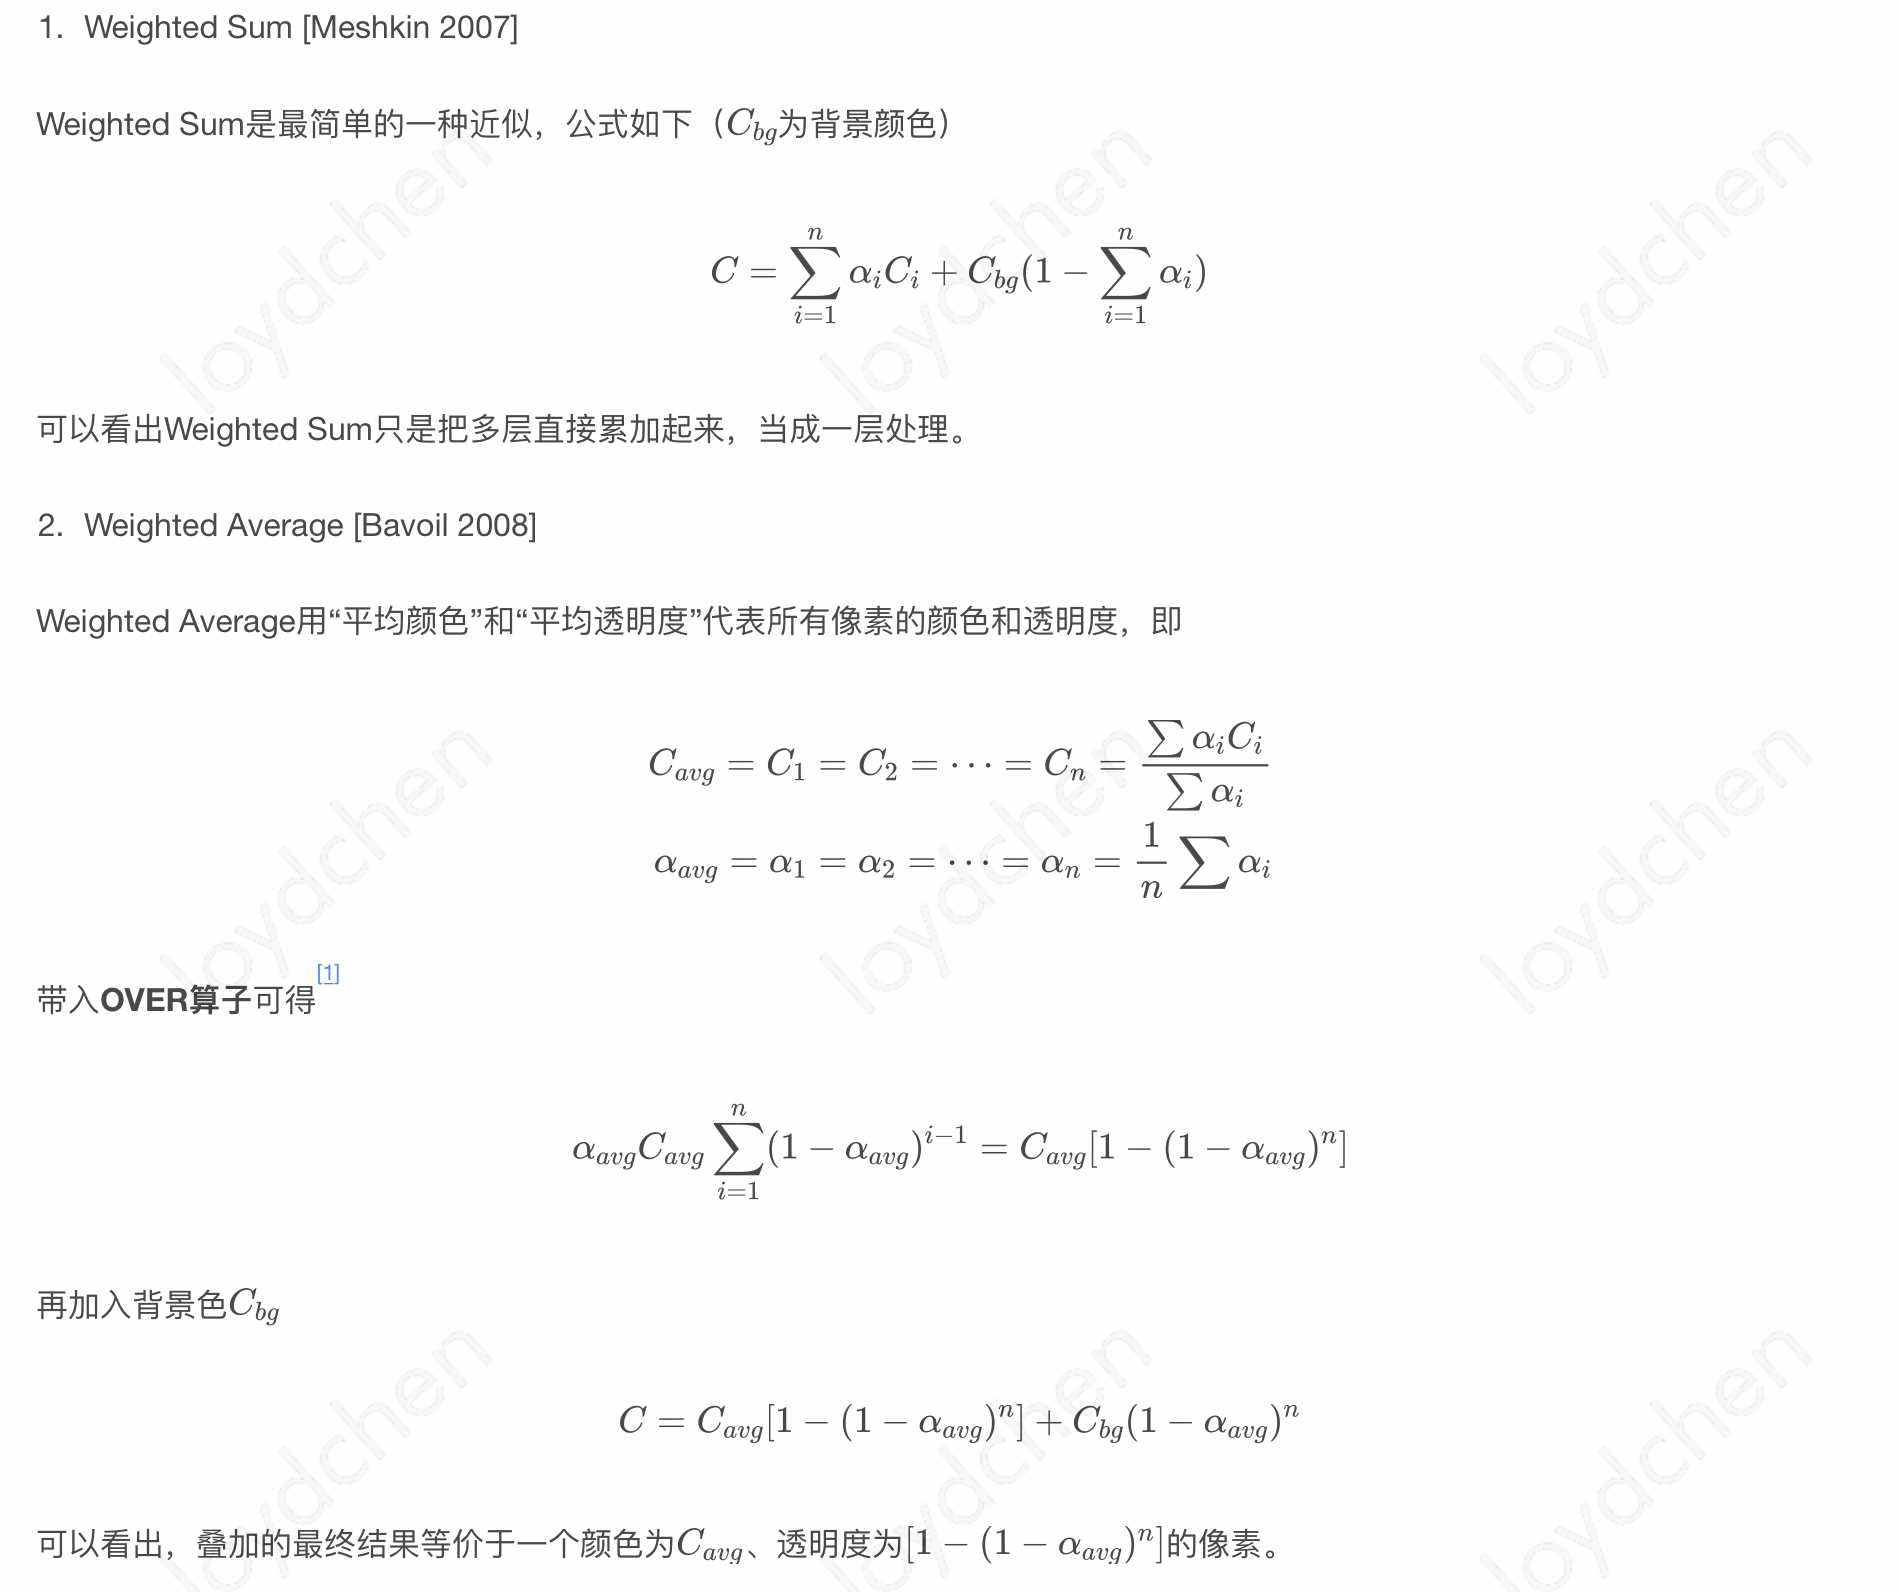 1. Weighted Sum [Meshkin 2007]
Weighted Sum是最简单的一种近似，公式如下（$C_{bg}$为背景颜色）
$C = \sum_{i=1}^{n} \alpha_i C_i + C_{bg}(1 - \sum_{i=1}^{n} \alpha_i)$
可以看出Weighted Sum只是把多层直接累加起来，当成一层处理。
2. Weighted Average [Bavoil 2008]
Weighted Average用“平均颜色”和“平均透明度”代表所有像素的颜色和透明度，即
$C_{avg} = C_1 = C_2 = \cdots = C_n = \frac{\sum \alpha_i C_i}{\sum \alpha_i}$
$\alpha_{avg} = \alpha_1 = \alpha_2 = \cdots = \alpha_n = \frac{1}{n} \sum \alpha_i$
带入OVER算子可得[1]
$\alpha_{avg} C_{avg} \sum_{i=1}^{n} (1 - \alpha_{avg})^{i-1} = C_{avg}[1 - (1 - \alpha_{avg})^n]$
再加入背景色$C_{bg}$
$C = C_{avg}[1 - (1 - \alpha_{avg})^n] + C_{bg}(1 - \alpha_{avg})^n$
可以看出，叠加的最终结果等价于一个颜色为$C_{avg}$、透明度为$[1 - (1 - \alpha_{avg})^n]$的像素。
loydchen
loydchen
loydchen
loydchen
loydchen
loydchen
loydchen
loydchen
loydchen